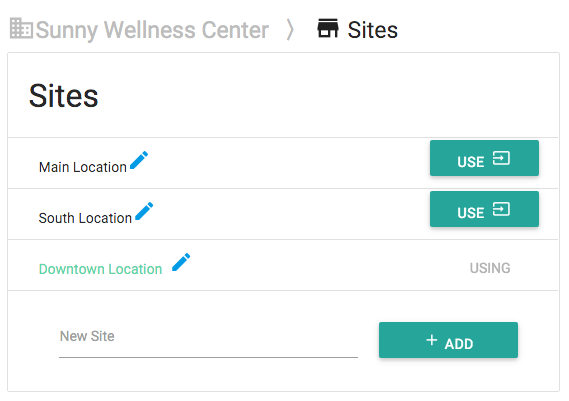 Sunny Wellness Center 〉 Sites
Sites
Main Location USE
South Location USE
Downtown Location USING
New Site + ADD